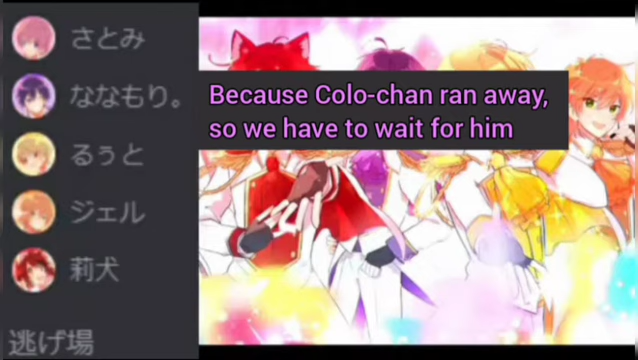 さとみ
ななもり。
るぅと
ジェル
莉犬
逃げ場
Because Colo-chan ran away,
so we have to wait for him